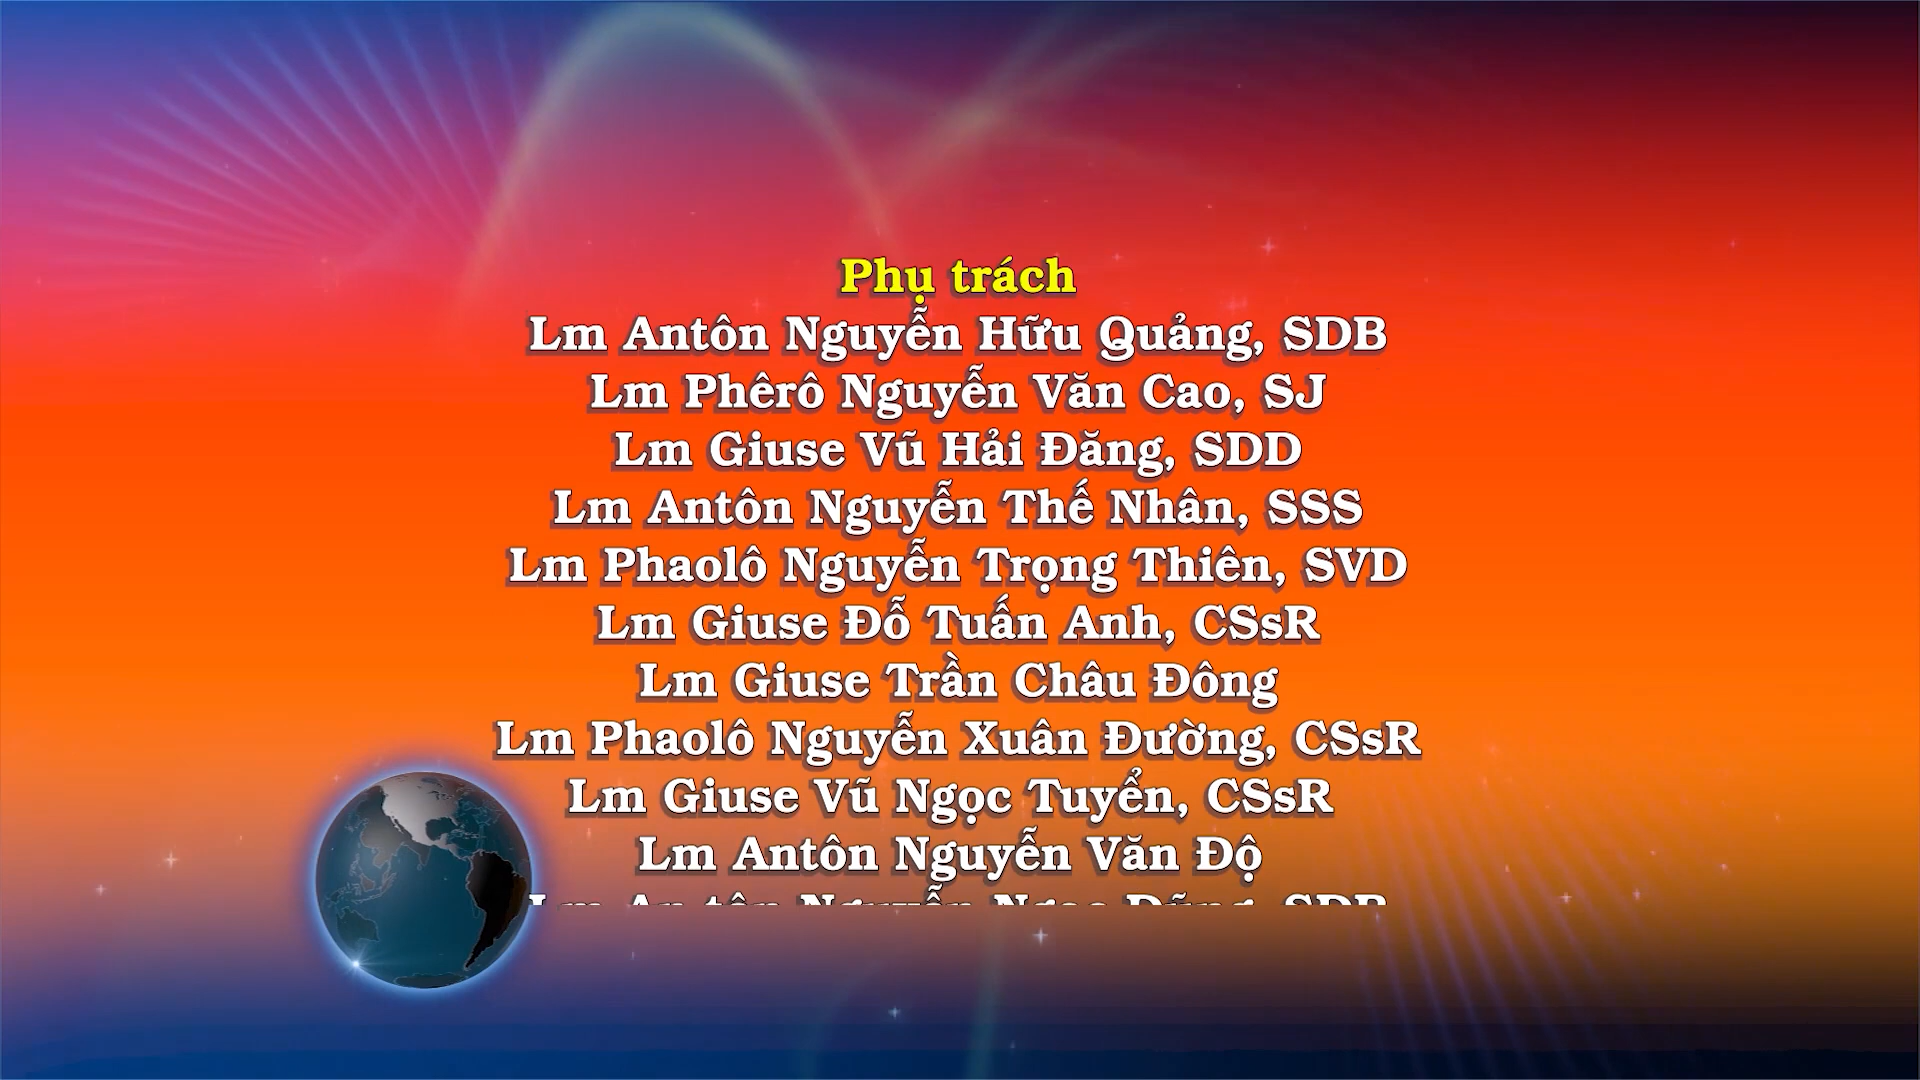 Phụ trách
Lm Antôn Nguyễn Hữu Quảng, SDB
Lm Phêrô Nguyễn Văn Cao, SJ
Lm Giuse Vũ Hải Đăng, SDD
Lm Antôn Nguyễn Thế Nhân, SSS
Lm Phaolô Nguyễn Trọng Thiên, SVD
Lm Giuse Đỗ Tuấn Anh, CSsR
Lm Giuse Trần Châu Đông
Lm Phaolô Nguyễn Xuân Đường, CSsR
Lm Giuse Vũ Ngọc Tuyển, CSsR
Lm Antôn Nguyễn Văn Độ